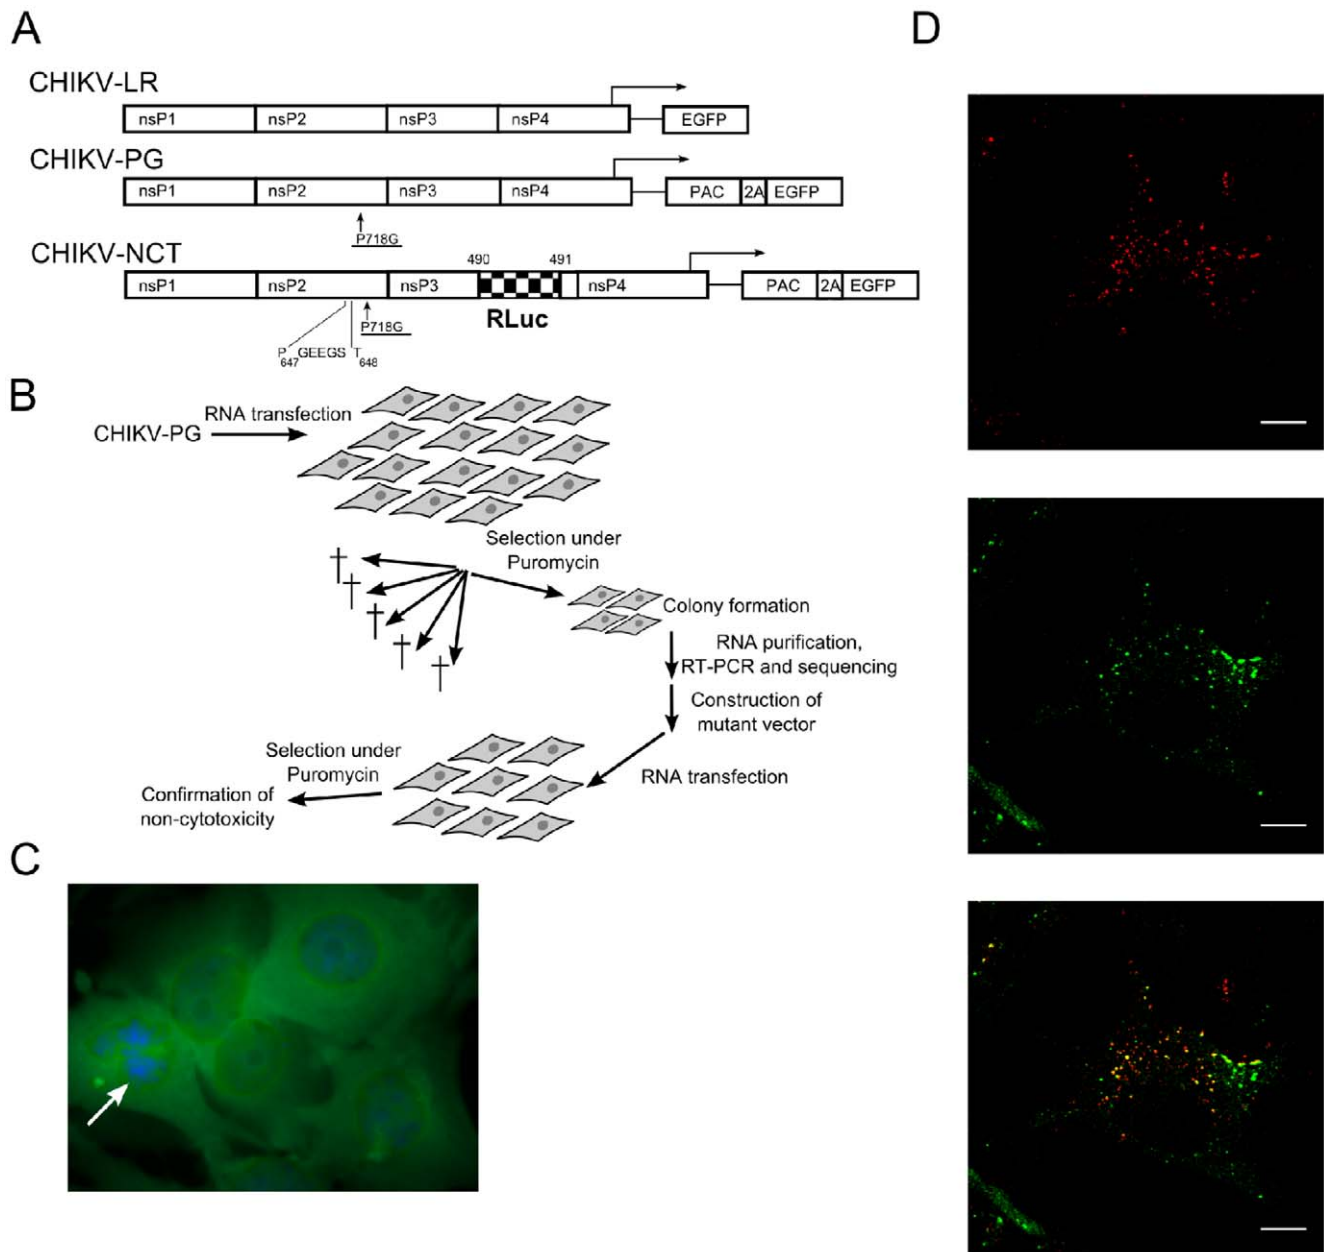 A
CHIKV-LR
nsP1 nsP2 nsP3 nsP4 EGFP
CHIKV-PG
nsP1 nsP2 nsP3 nsP4 PAC 2A EGFP
P718G
CHIKV-NCT
490 491
nsP1 nsP2 nsP3 nsP4 PAC 2A EGFP
RLuc
P718G
P GEEGS T
647 648
B
CHIKV-PG
RNA transfection
Selection under
Puromycin
Colony formation
RNA purification,
RT-PCR and sequencing
Construction of
mutant vector
RNA transfection
Selection under
Puromycin
Confirmation of
non-cytotoxicity
C
D